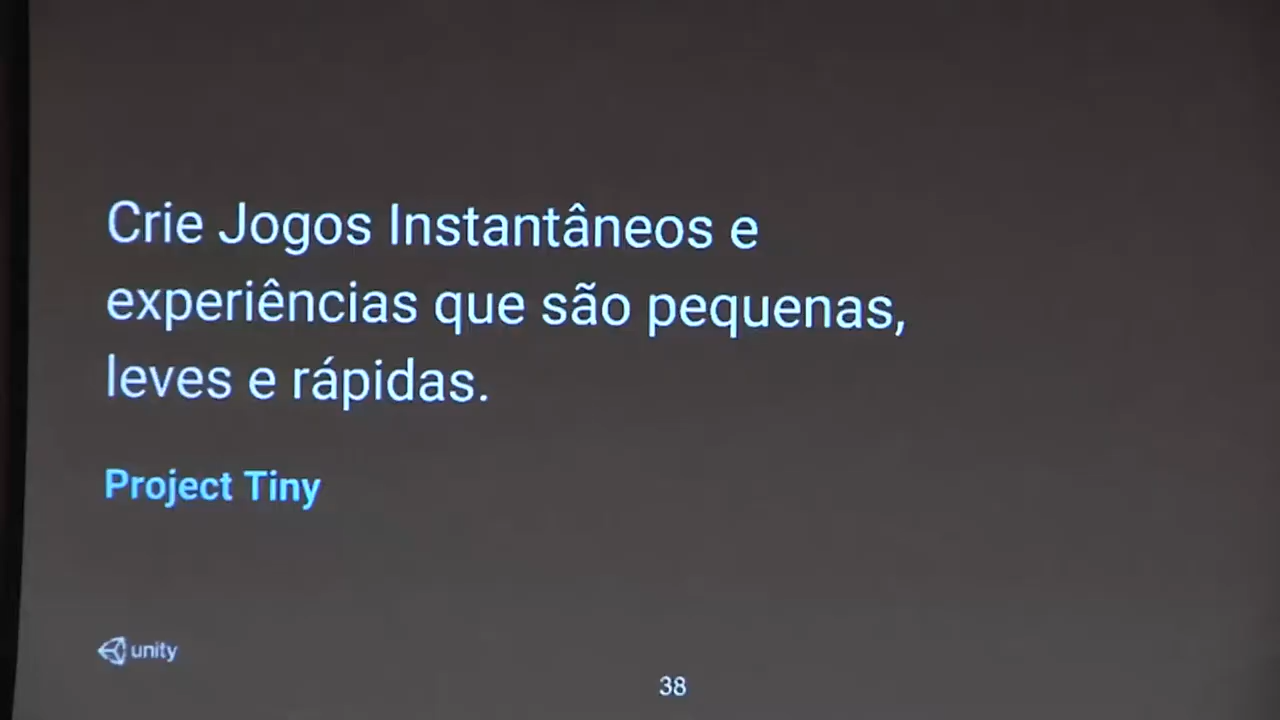 Crie Jogos Instantâneos e
experiências que são pequenas,
leves e rápidas.
Project Tiny
unity
38